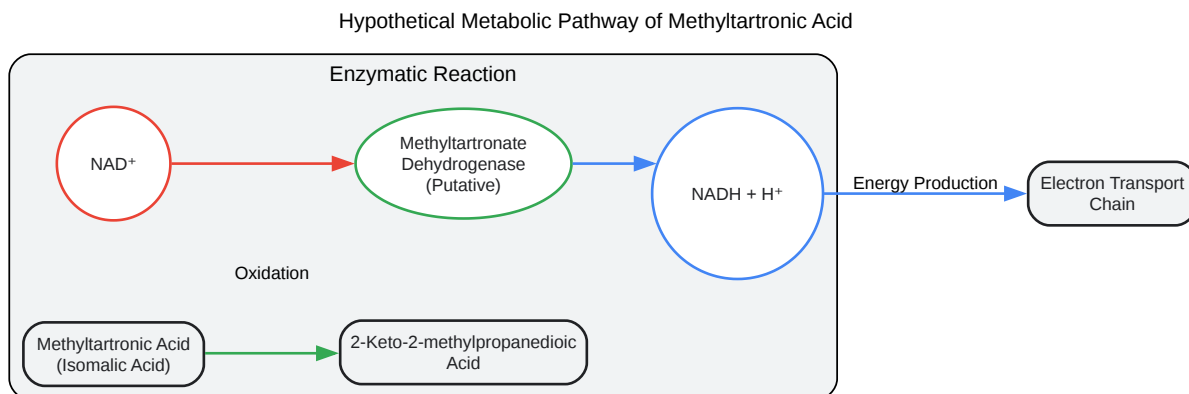 Hypothetical Metabolic Pathway of Methyltartronic Acid
Enzymatic Reaction
NAD⁺
Methyltartronate
Dehydrogenase
(Putative)
NADH + H⁺
Energy Production
Electron Transport
Chain
Oxidation
Methyltartronic Acid
(Isomalic Acid)
2-Keto-2-methylpropanedioic
Acid